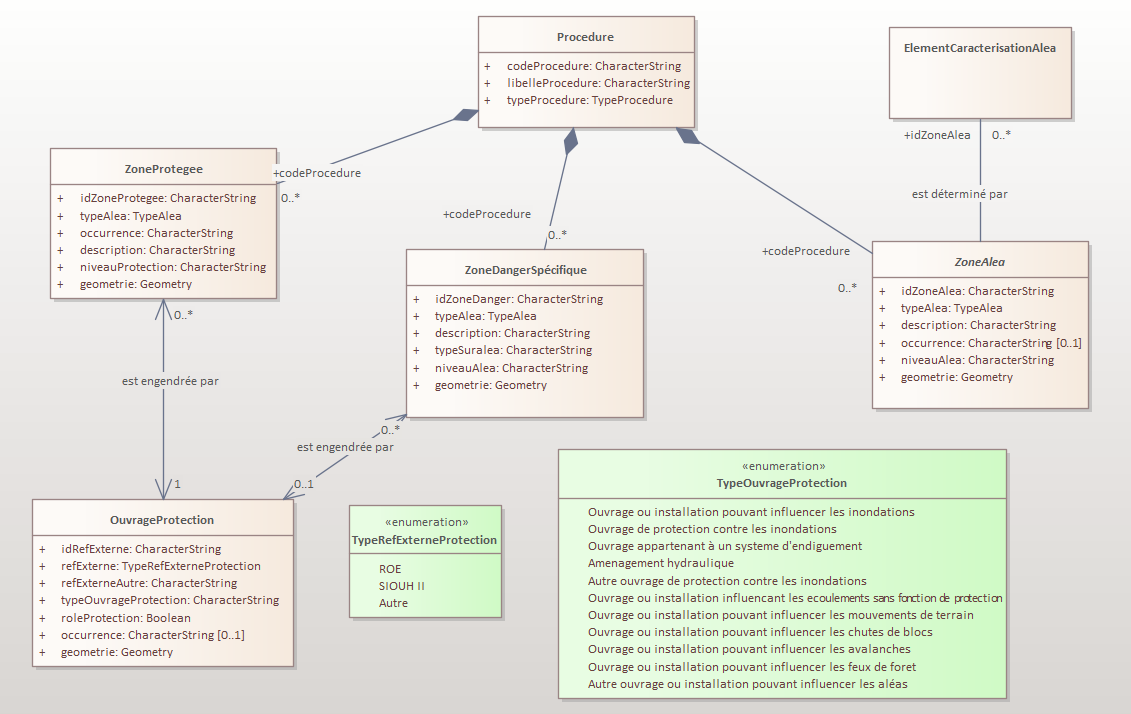 Procedure
+ codeProcedure: CharacterString
+ libelleProcedure: CharacterString
+ typeProcedure: TypeProcedure
ElementCaracterisationAlea
+idZoneAlea 0..*
est déterminé par
+codeProcedure
0..*
+codeProcedure
0..*
+codeProcedure
0..*
ZoneProtegee
+ idZoneProtegee: CharacterString
+ typeAlea: TypeAlea
+ occurrence: CharacterString
+ description: CharacterString
+ niveauProtection: CharacterString
+ geometrie: Geometry
ZoneDangerSpécifique
+ idZoneDanger: CharacterString
+ typeAlea: TypeAlea
+ description: CharacterString
+ typeSuralea: CharacterString
+ niveauAlea: CharacterString
+ geometrie: Geometry
ZoneAlea
+ idZoneAlea: CharacterString
+ typeAlea: TypeAlea
+ description: CharacterString
+ occurrence: CharacterString [0..1]
+ niveauAlea: CharacterString
+ geometrie: Geometry
0..*
est engendrée par
1
0..*
est engendrée par
0..1
OuvrageProtection
+ idRefExterne: CharacterString
+ refExterne: TypeRefExterneProtection
+ refExterneAutre: CharacterString
+ typeOuvrageProtection: CharacterString
+ roleProtection: Boolean
+ occurrence: CharacterString [0..1]
+ geometrie: Geometry
«enumeration»
TypeRefExterneProtection
ROE
SIOUH II
Autre
«enumeration»
TypeOuvrageProtection
Ouvrage ou installation pouvant influencer les inondations
Ouvrage de protection contre les inondations
Ouvrage appartenant à un systeme d'endiguement
Amenagement hydraulique
Autre ouvrage de protection contre les inondations
Ouvrage ou installation influencant les ecoulements sans fonction de protection
Ouvrage ou installation pouvant influencer les mouvements de terrain
Ouvrage ou installation pouvant influencer les chutes de blocs
Ouvrage ou installation pouvant influencer les avalanches
Ouvrage ou installation pouvant influencer les feux de foret
Autre ouvrage ou installation pouvant influencer les aléas